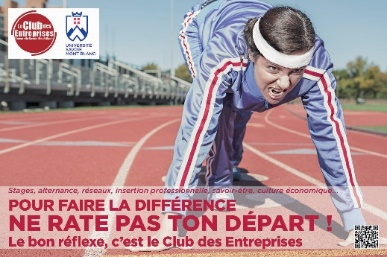 Le Club des
Entreprises
UNIVERSITÉ
SAVOIE
MONT BLANC
Stages, alternance, réseaux, insertion professionnelle, savoir-être, culture économique...
POUR FAIRE LA DIFFÉRENCE
NE RATE PAS TON DÉPART !
Le bon réflexe, c'est le Club des Entreprises